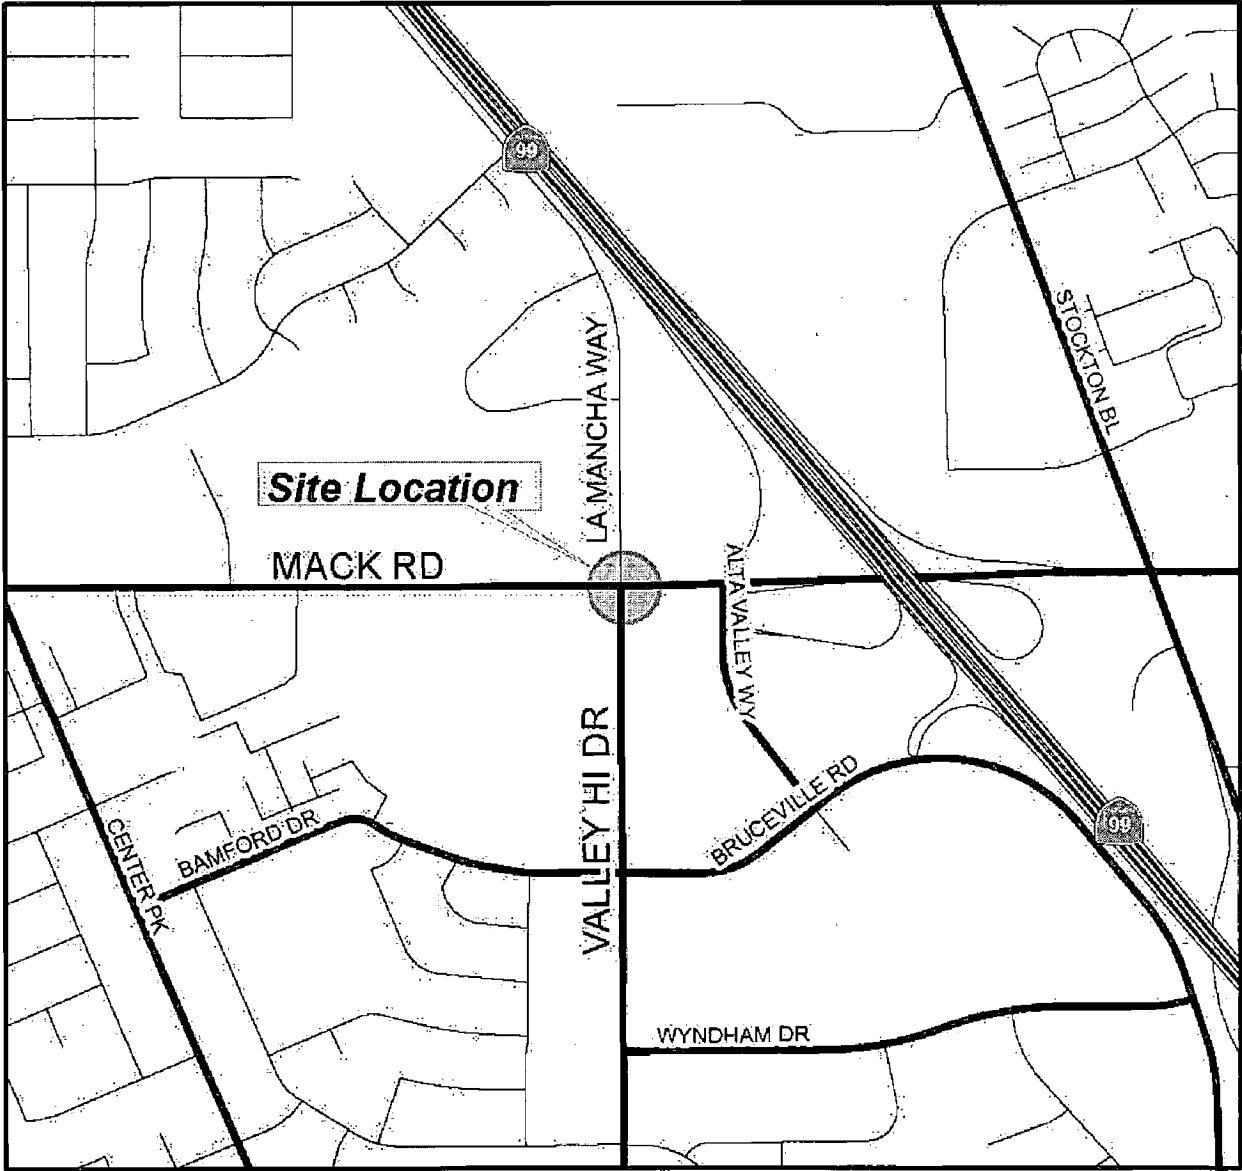 99
STOCKTON BL
LA MANCHA WAY
Site Location
MACK RD
ALTA VALLEY WY
VALLEY HI DR
BRUCEVILLE RD
99
CENTER PK
BAMFORD DR
WYNDHAM DR